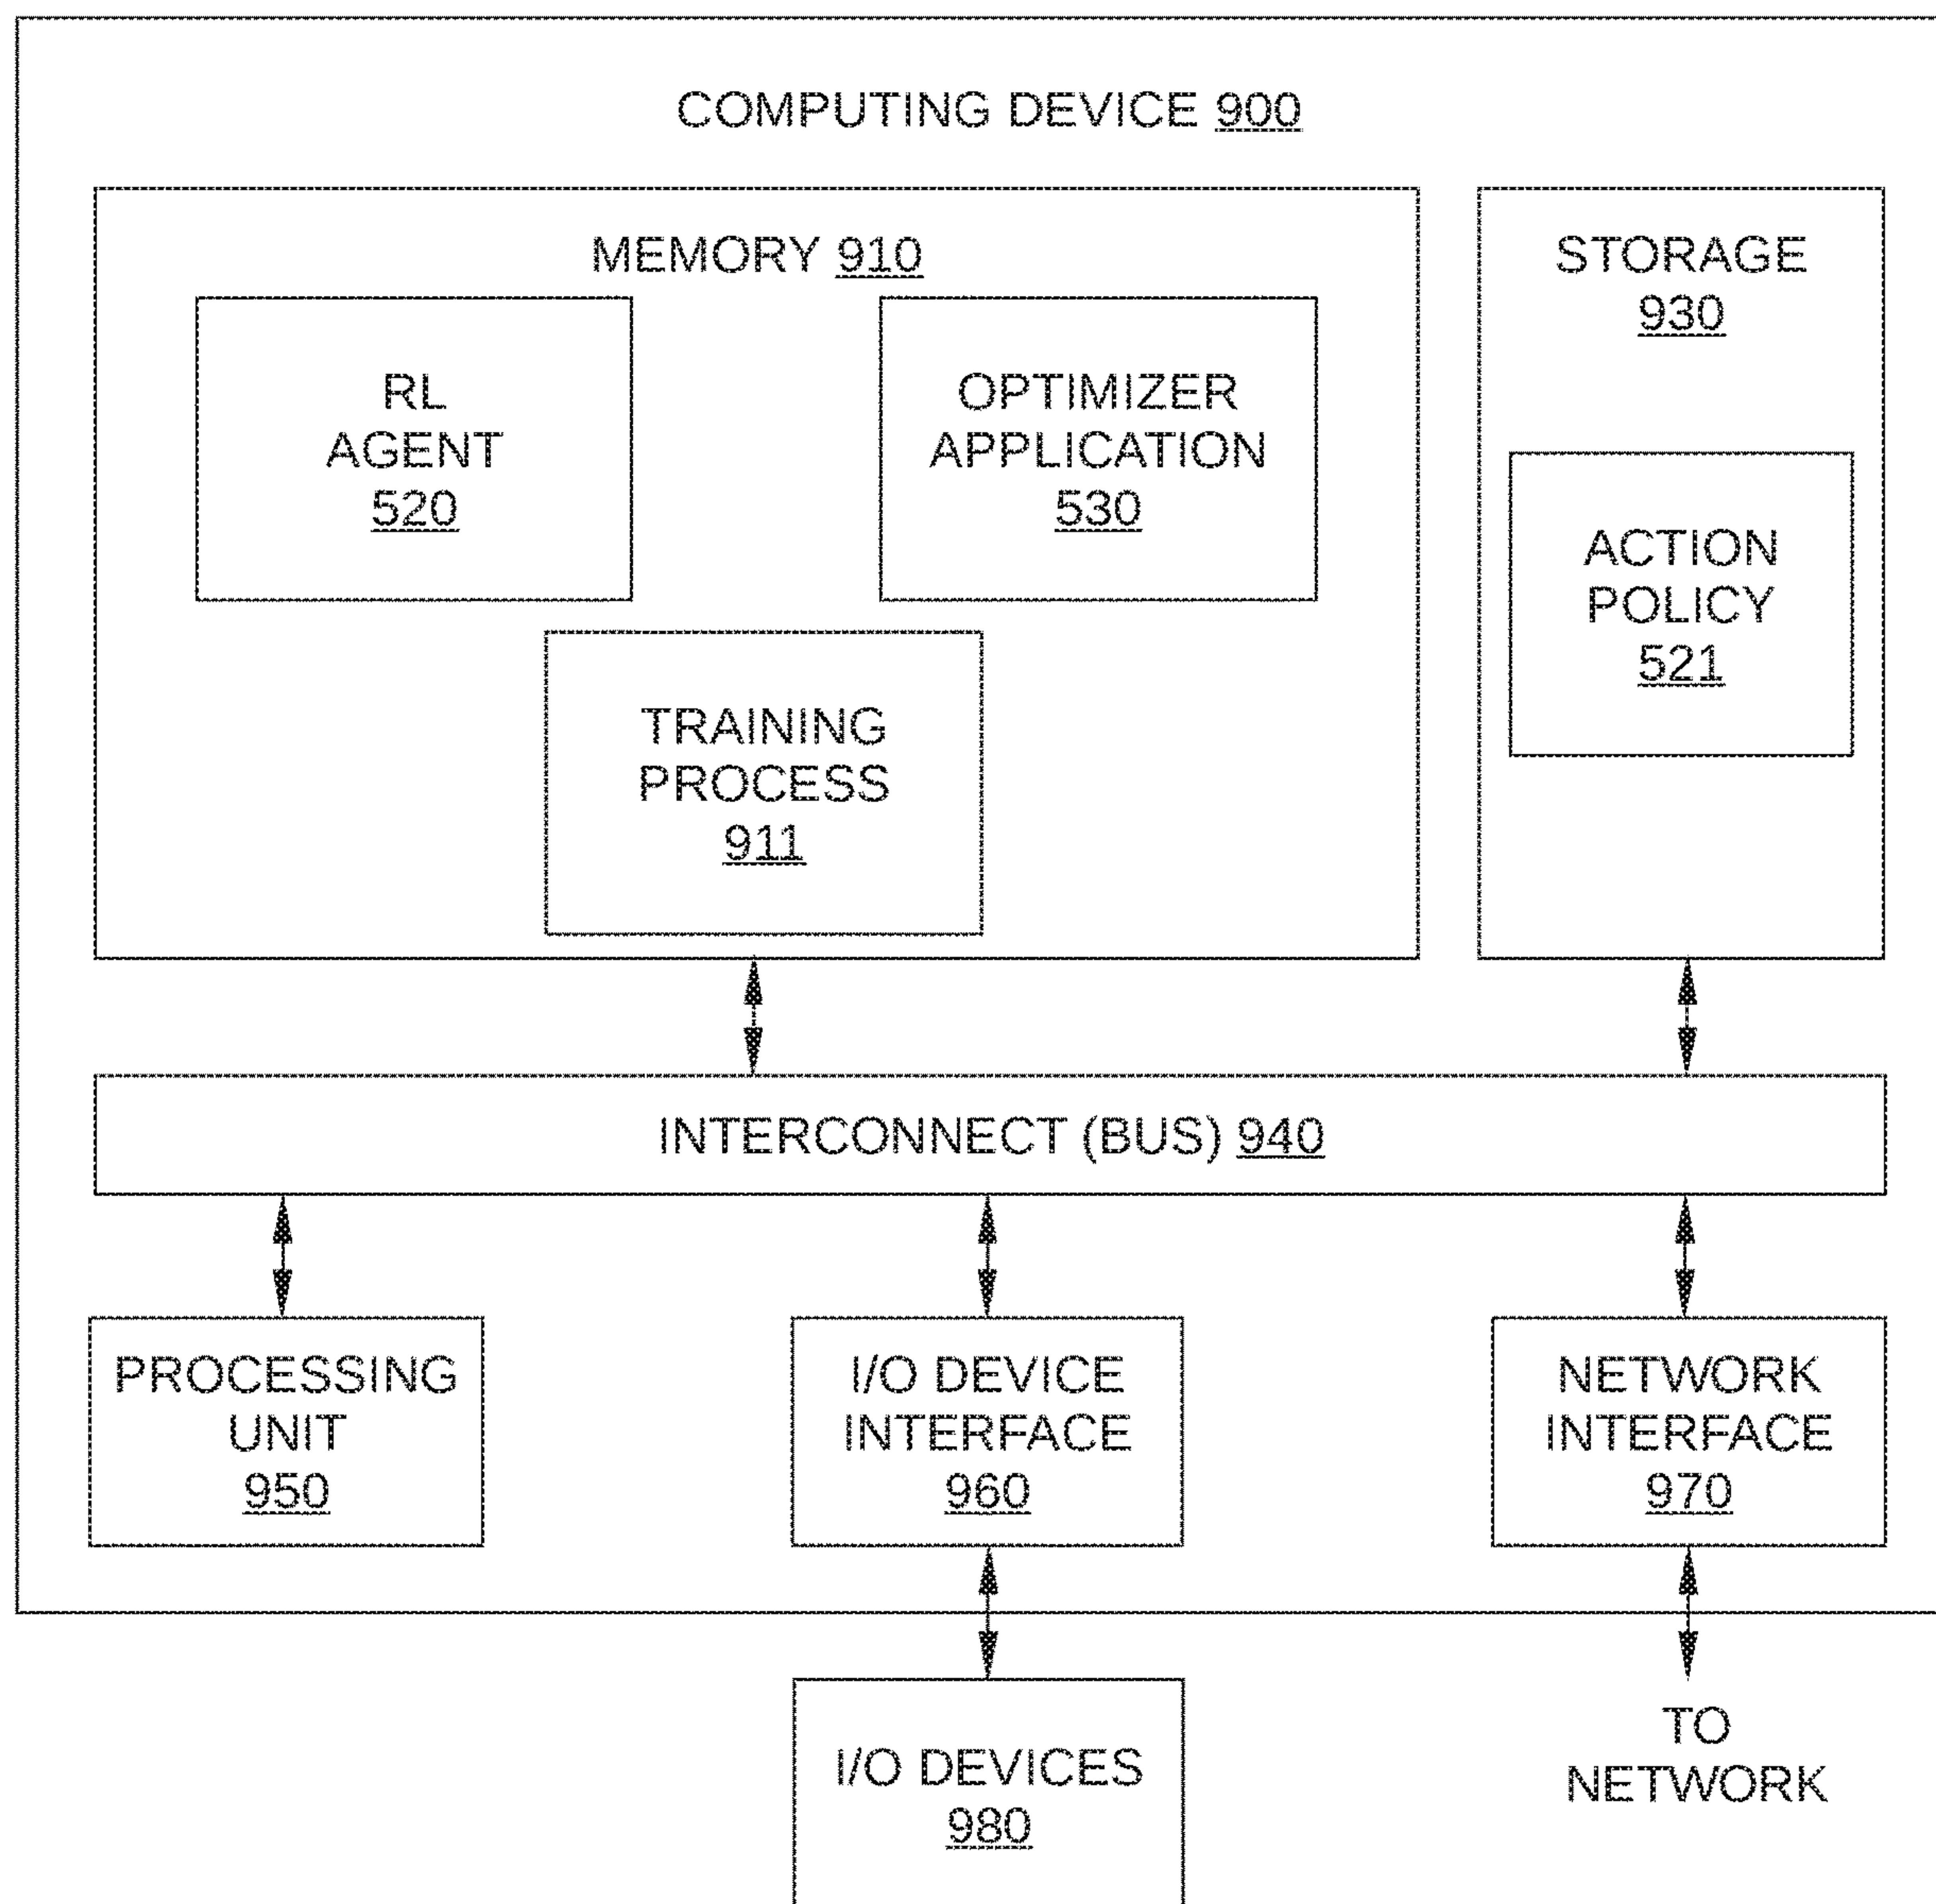 COMPUTING DEVICE 900
MEMORY 910
RL
AGENT
520
OPTIMIZER
APPLICATION
530
TRAINING
PROCESS
911
STORAGE
930
ACTION
POLICY
521
INTERCONNECT (BUS) 940
PROCESSING
UNIT
950
I/O DEVICE
INTERFACE
960
NETWORK
INTERFACE
970
I/O DEVICES
980
TO
NETWORK